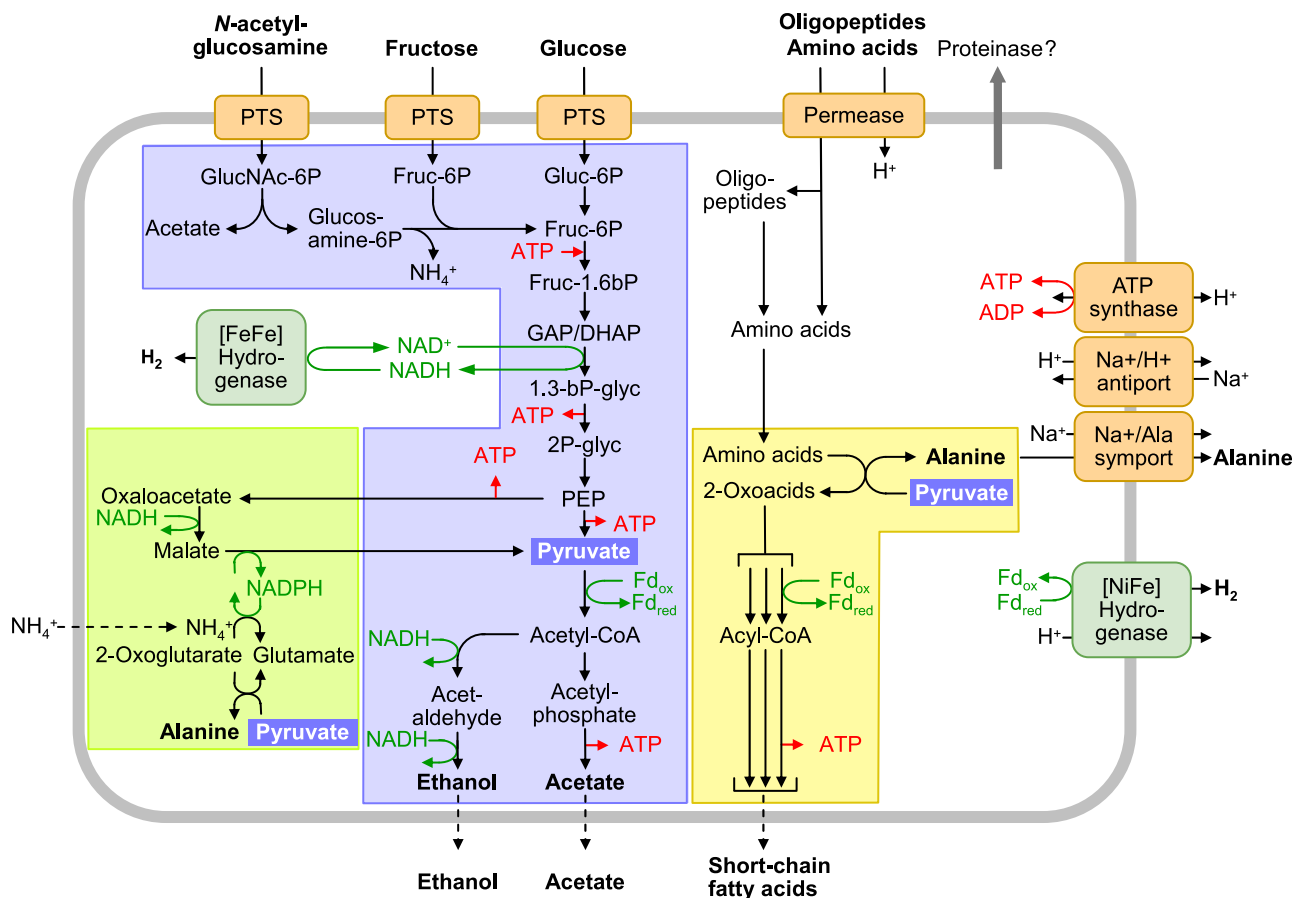 N-acetyl-
glucosamine
Fructose
Glucose
Oligopeptides
Amino acids
Proteinase?
PTS
PTS
PTS
Permease
H⁺
GlucNAc-6P
Fruc-6P
Gluc-6P
Oligo-
peptides
Acetate
Glucos-
amine-6P
Fruc-6P
NH₄⁺
ATP
Fruc-1.6bP
ATP
ADP
ATP
synthase
H⁺
[FeFe]
Hydro-
genase
H₂
NAD⁺
NADH
GAP/DHAP
Amino acids
H⁺
Na+/H+
antiport
Na⁺
1.3-bP-glyc
ATP
2P-glyc
Na⁺
Na+/Ala
symport
Alanine
ATP
Amino acids
Alanine
2-Oxoacids
Pyruvate
Oxaloacetate
PEP
NADH
ATP
Malate
Pyruvate
NADPH
Fdox
Fdred
Fdox
Fdred
Fdox
Fdred
[NiFe]
Hydro-
genase
H₂
H⁺
NH₄⁺
NH₄⁺
2-Oxoglutarate
Glutamate
NADH
Acetyl-CoA
Acyl-CoA
Acet-
aldehyde
Acetyl-
phosphate
Alanine
Pyruvate
NADH
ATP
ATP
Ethanol
Acetate
Ethanol
Acetate
Short-chain
fatty acids